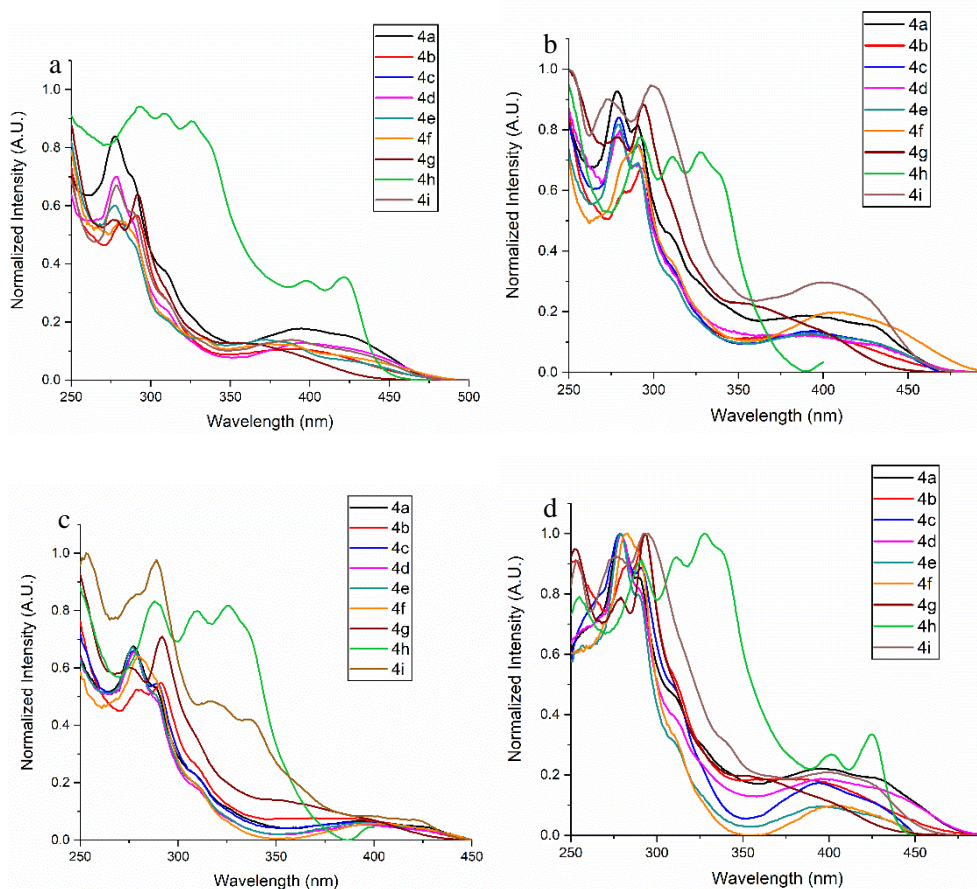 a
4a
4b
4c
4d
4e
4f
4g
4h
4i
1.0
0.8
0.6
0.4
0.2
0.0
250 300 350 400 450 500
Wavelength (nm)
Normalized Intensity (A.U.)
b
4a
4b
4c
4d
4e
4f
4g
4h
4i
1.0
0.8
0.6
0.4
0.2
0.0
250 300 350 400 450
Wavelength (nm)
Normalized Intensity (A.U.)
c
4a
4b
4c
4d
4e
4f
4g
4h
4i
1.0
0.8
0.6
0.4
0.2
0.0
250 300 350 400 450
Wavelength (nm)
Normalized Intensity (A.U.)
d
4a
4b
4c
4d
4e
4f
4g
4h
4i
1.0
0.8
0.6
0.4
0.2
0.0
250 300 350 400 450
Wavelength (nm)
Normalized Intensity (A.U.)